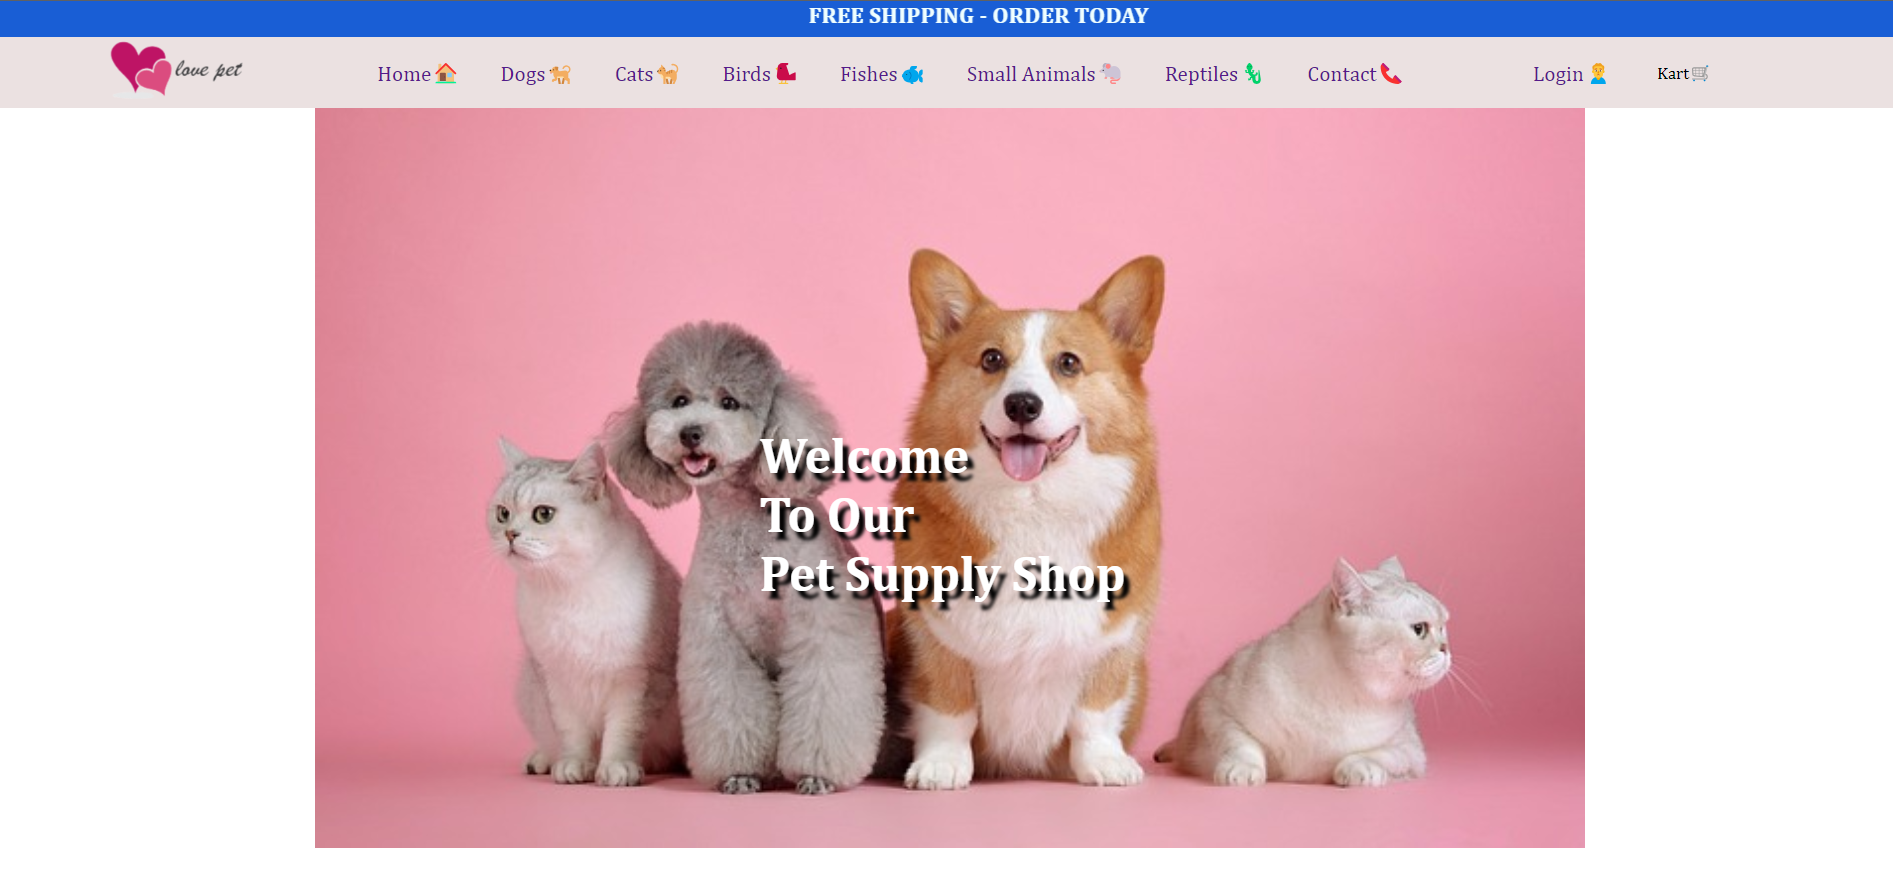 FREE SHIPPING - ORDER TODAY
love pet
Home Dogs Cats Birds Fishes Small Animals Reptiles Contact Login Kart
Welcome
To Our
Pet Supply Shop